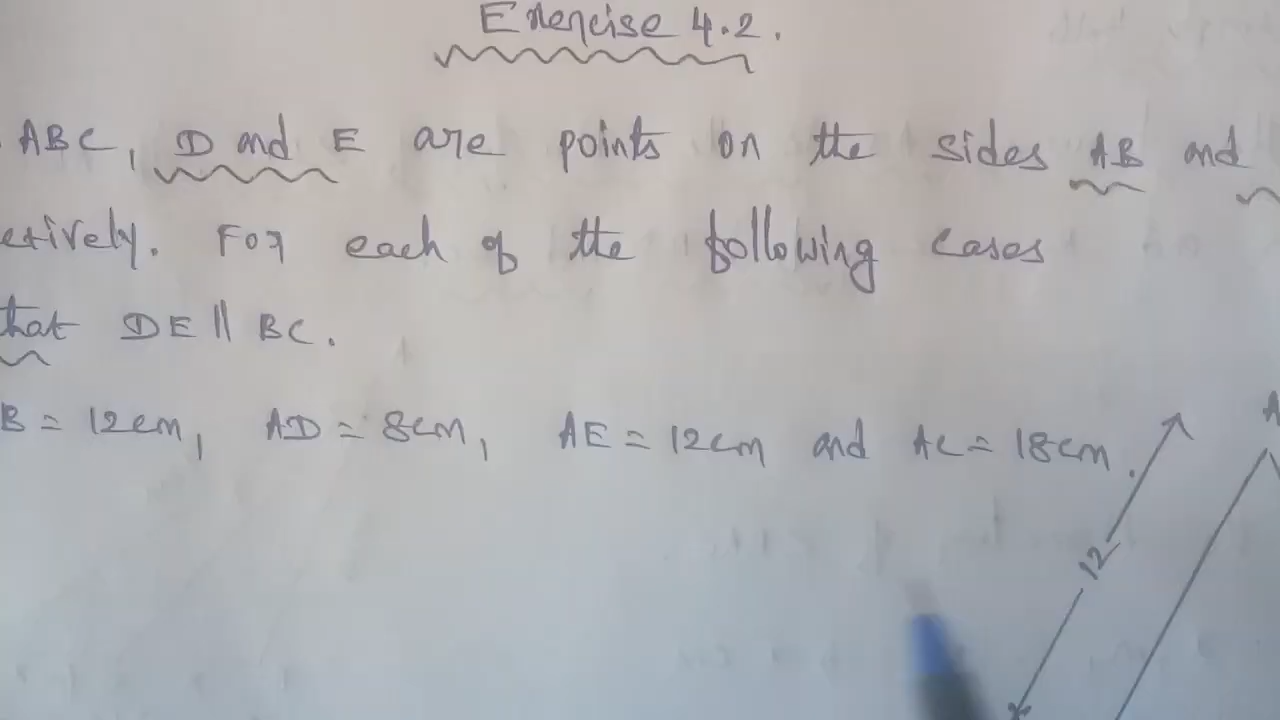 Exercise 4.2.
ABC, D and E are points on the sides AB and
ctively. For each of the following cases
that DE || BC.
B = 12cm, AD = 8cm, AE = 12cm and AC = 18cm.
A
12